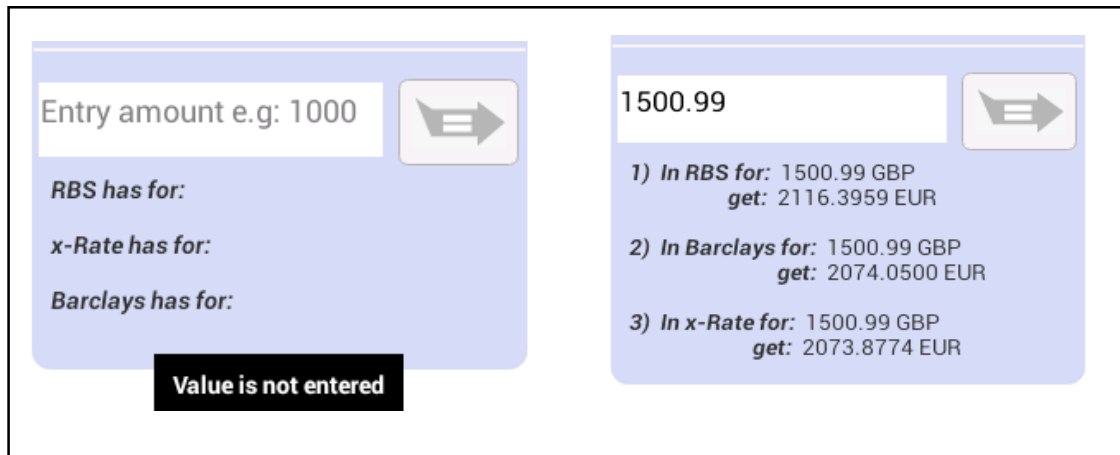 Entry amount e.g: 1000
RBS has for:
x-Rate has for:
Barclays has for:
Value is not entered
1500.99
1) In RBS for: 1500.99 GBP
get: 2116.3959 EUR
2) In Barclays for: 1500.99 GBP
get: 2074.0500 EUR
3) In x-Rate for: 1500.99 GBP
get: 2073.8774 EUR